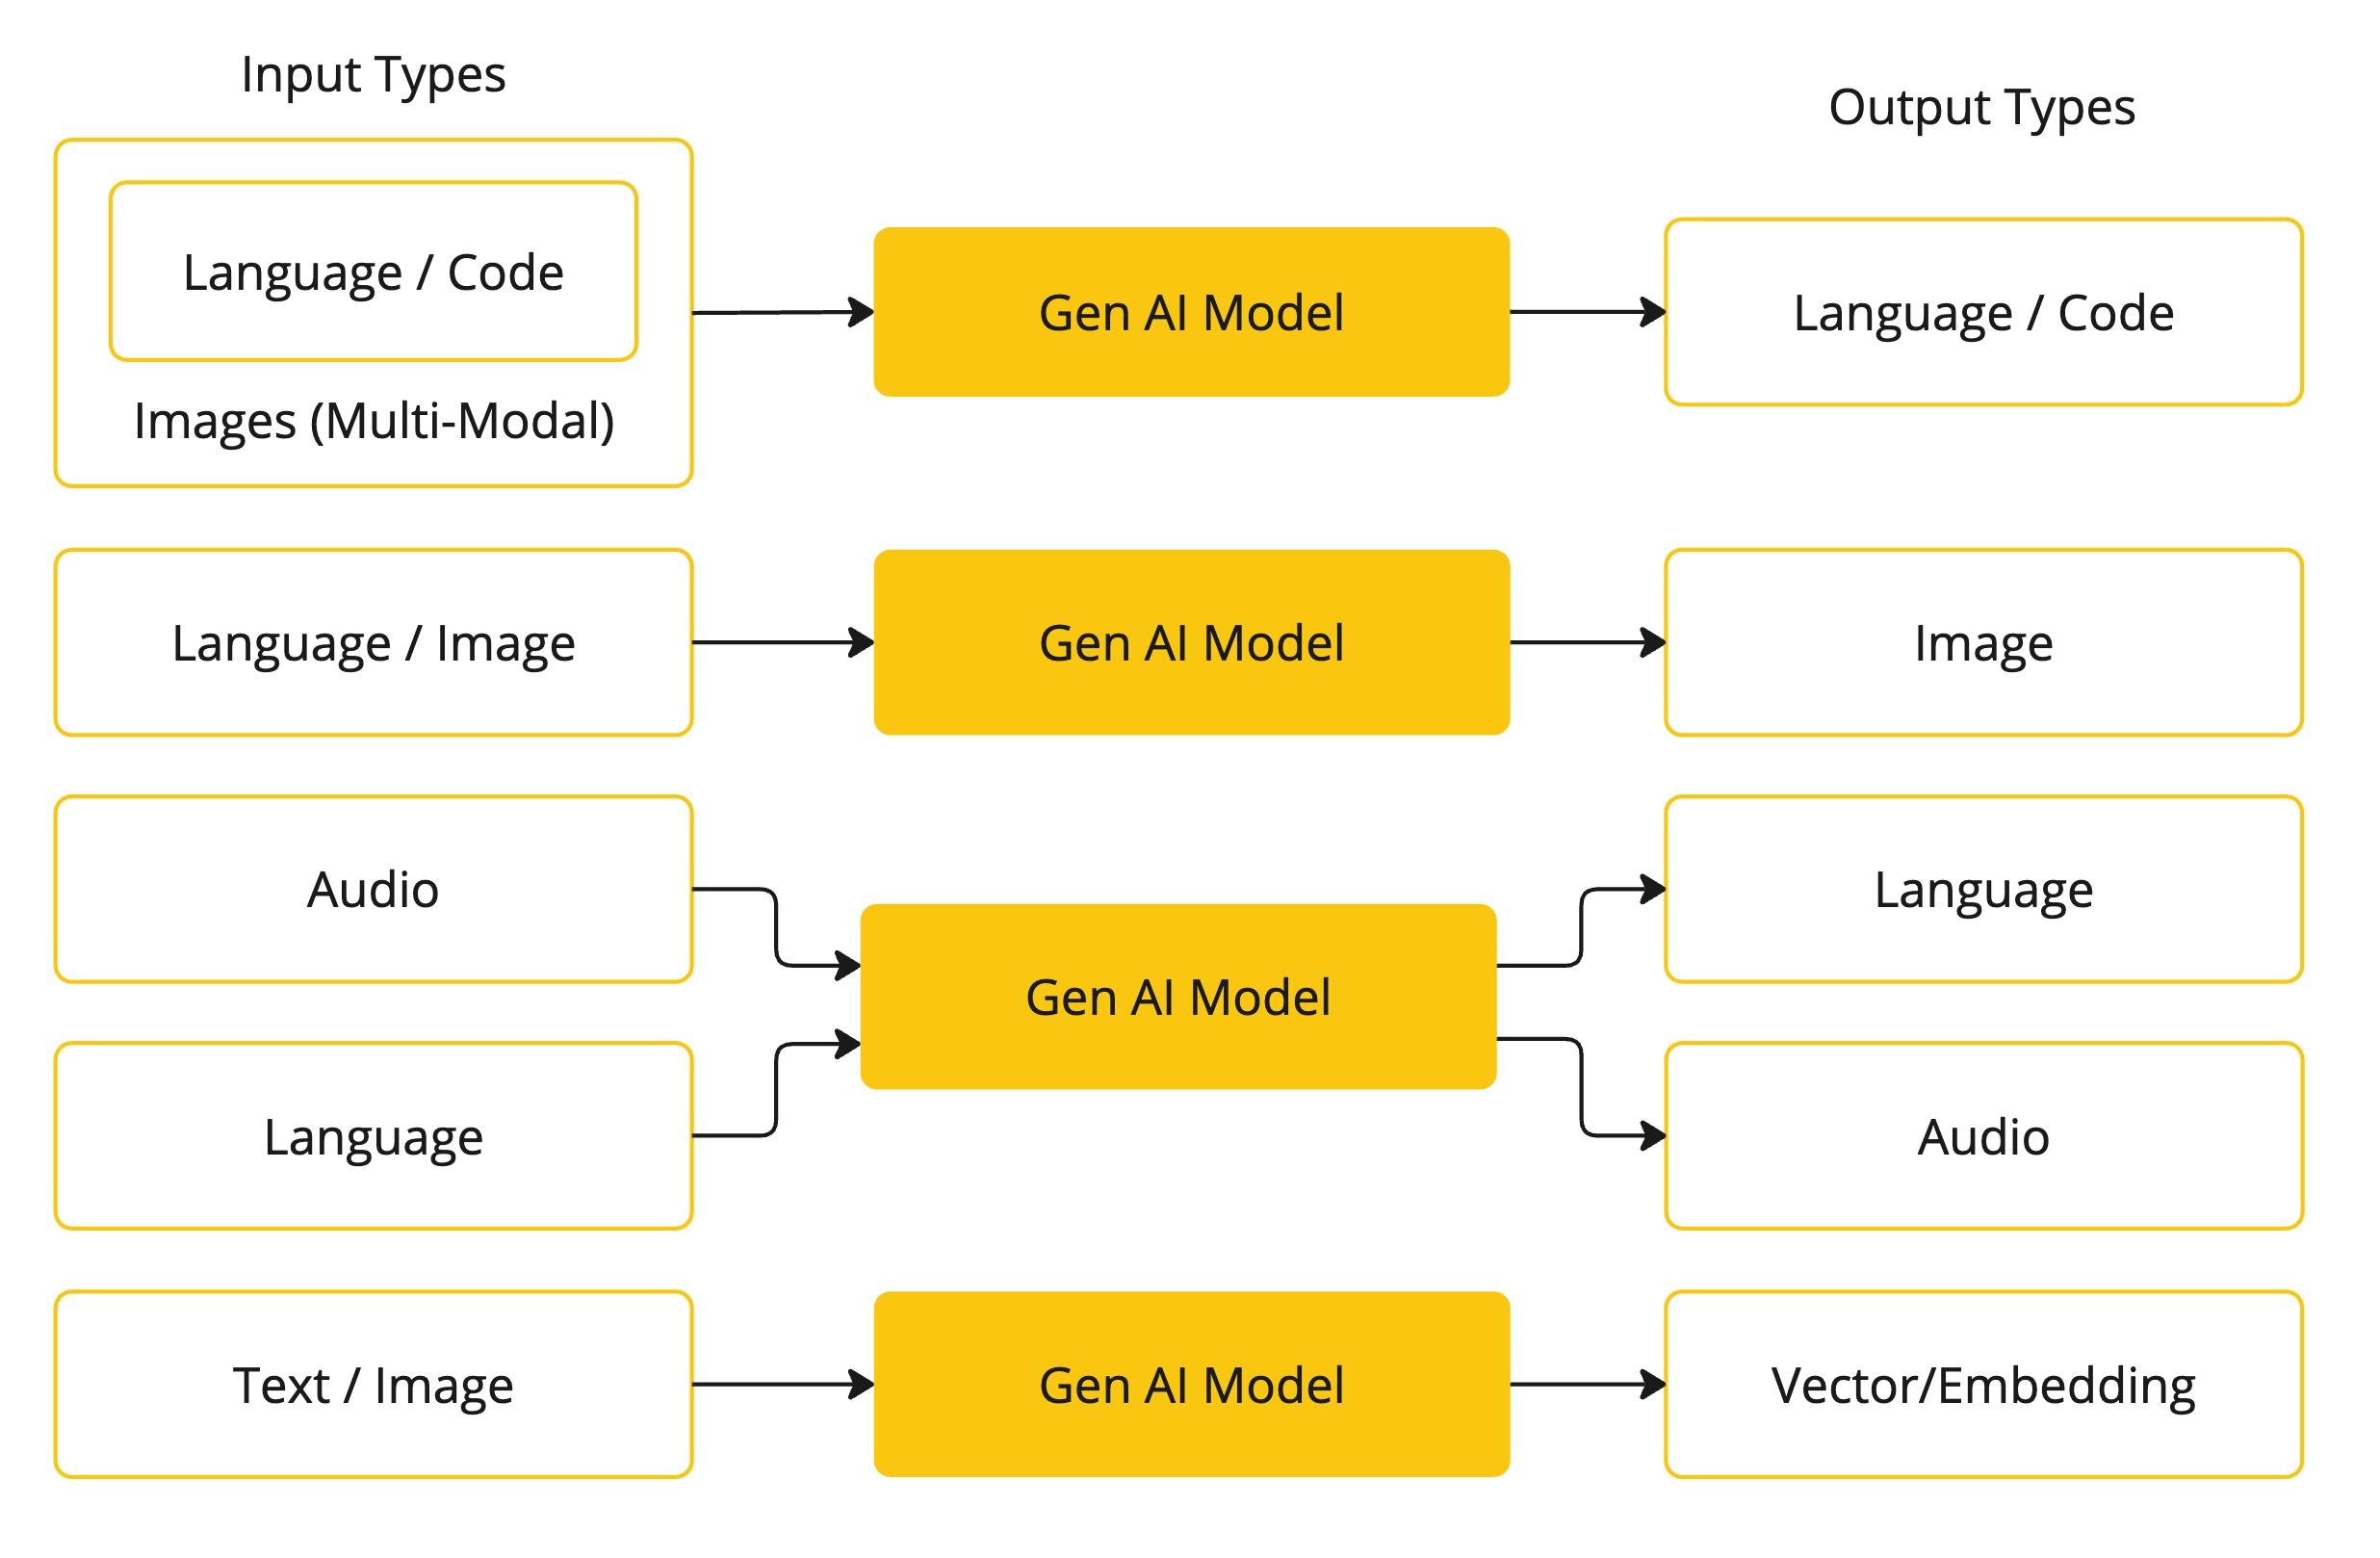 Input Types
Output Types
Language / Code
Images (Multi-Modal)
Gen AI Model
Language / Code
Language / Image
Gen AI Model
Image
Audio
Language
Gen AI Model
Language
Audio
Text / Image
Gen AI Model
Vector/Embedding